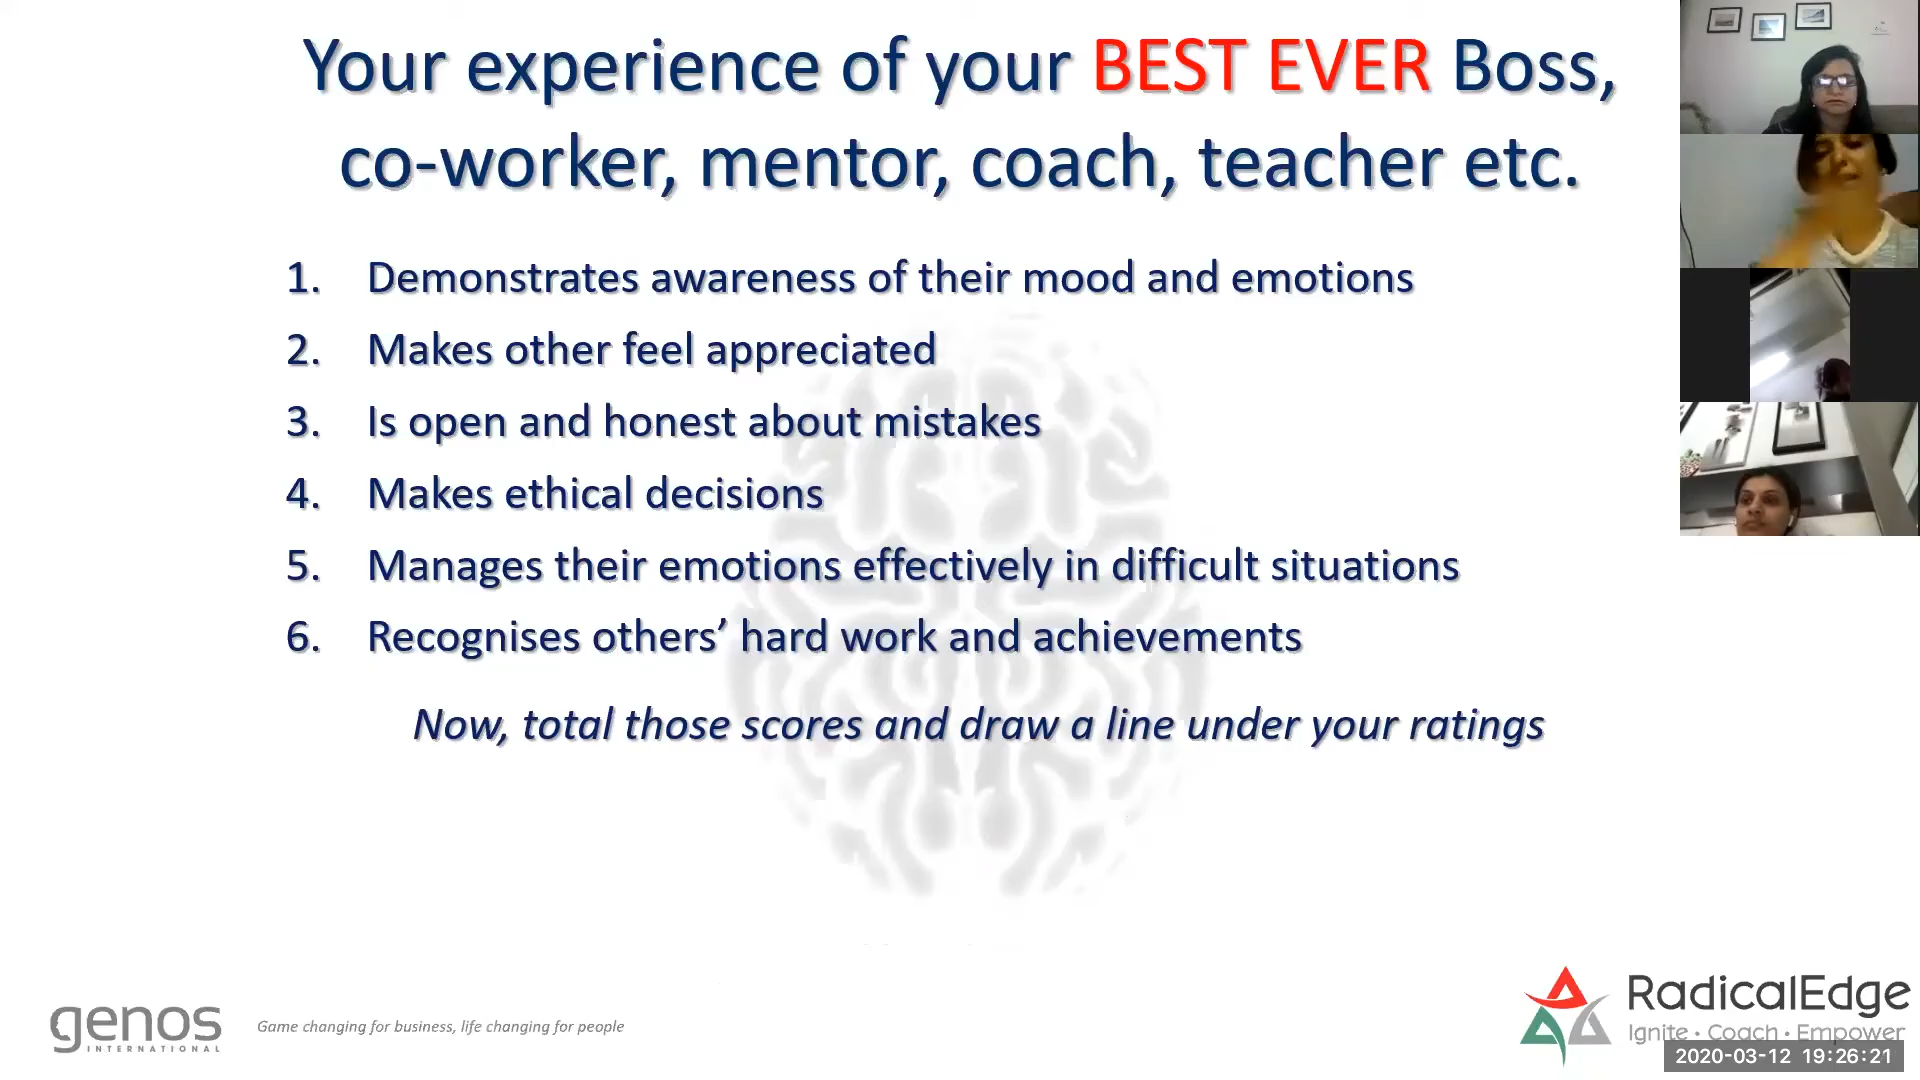 Your experience of your BEST EVER Boss,
co-worker, mentor, coach, teacher etc.
1. Demonstrates awareness of their mood and emotions
2. Makes other feel appreciated
3. Is open and honest about mistakes
4. Makes ethical decisions
5. Manages their emotions effectively in difficult situations
6. Recognises others’ hard work and achievements
Now, total those scores and draw a line under your ratings
genos
INTERNATIONAL
Game changing for business, life changing for people
RadicalEdge
Ignite • Coach • Empower
2020-03-12 19:26:21